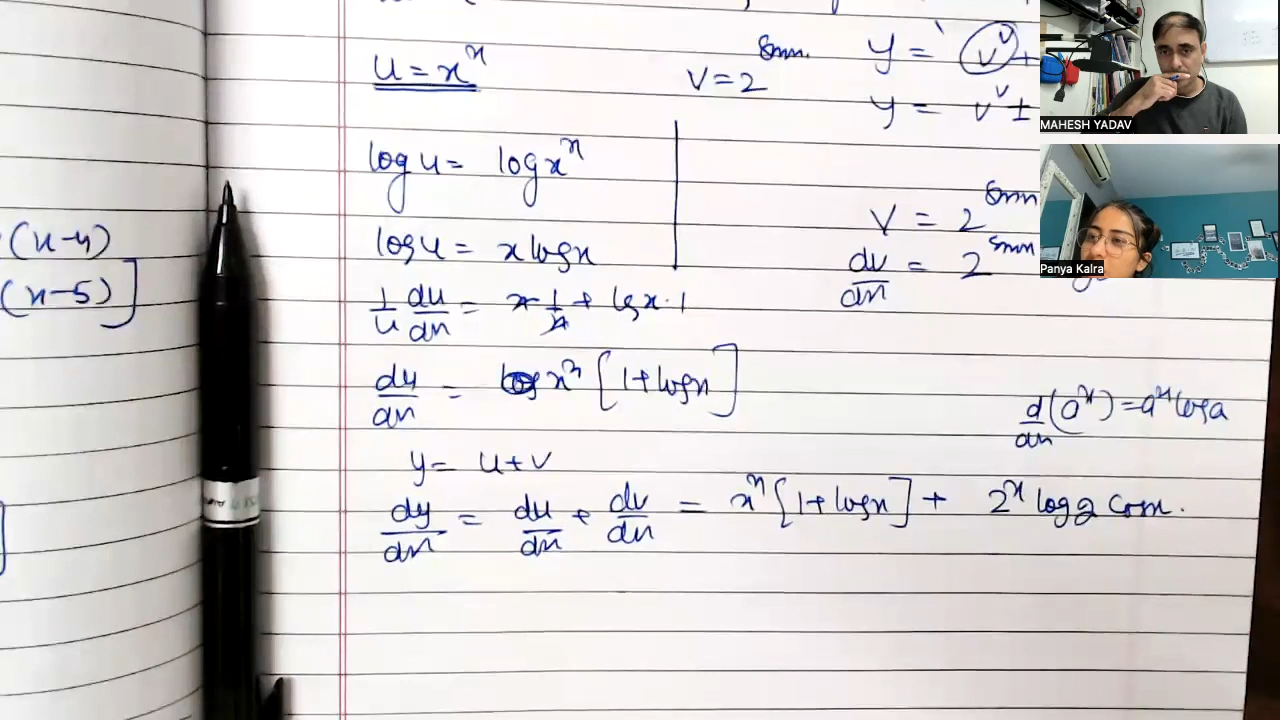 u = x^x
v = 2^sinx
y = v^v +
y = v^v ±
MAHESH YADAV
log u = log x^x
v = 2^sinx
(x-4)
log u = x log x
dv/dx = 2^sinx
Panya Kalra
(x-5)]
1/u du/dx = x 1/x + log x · 1
du/dx = x^x [1 + log x]
d/dx (a^x) = a^x log a
y = u + v
dy/dx = du/dx + dv/dx = x^x [1 + log x] + 2^x log 2 cos x.